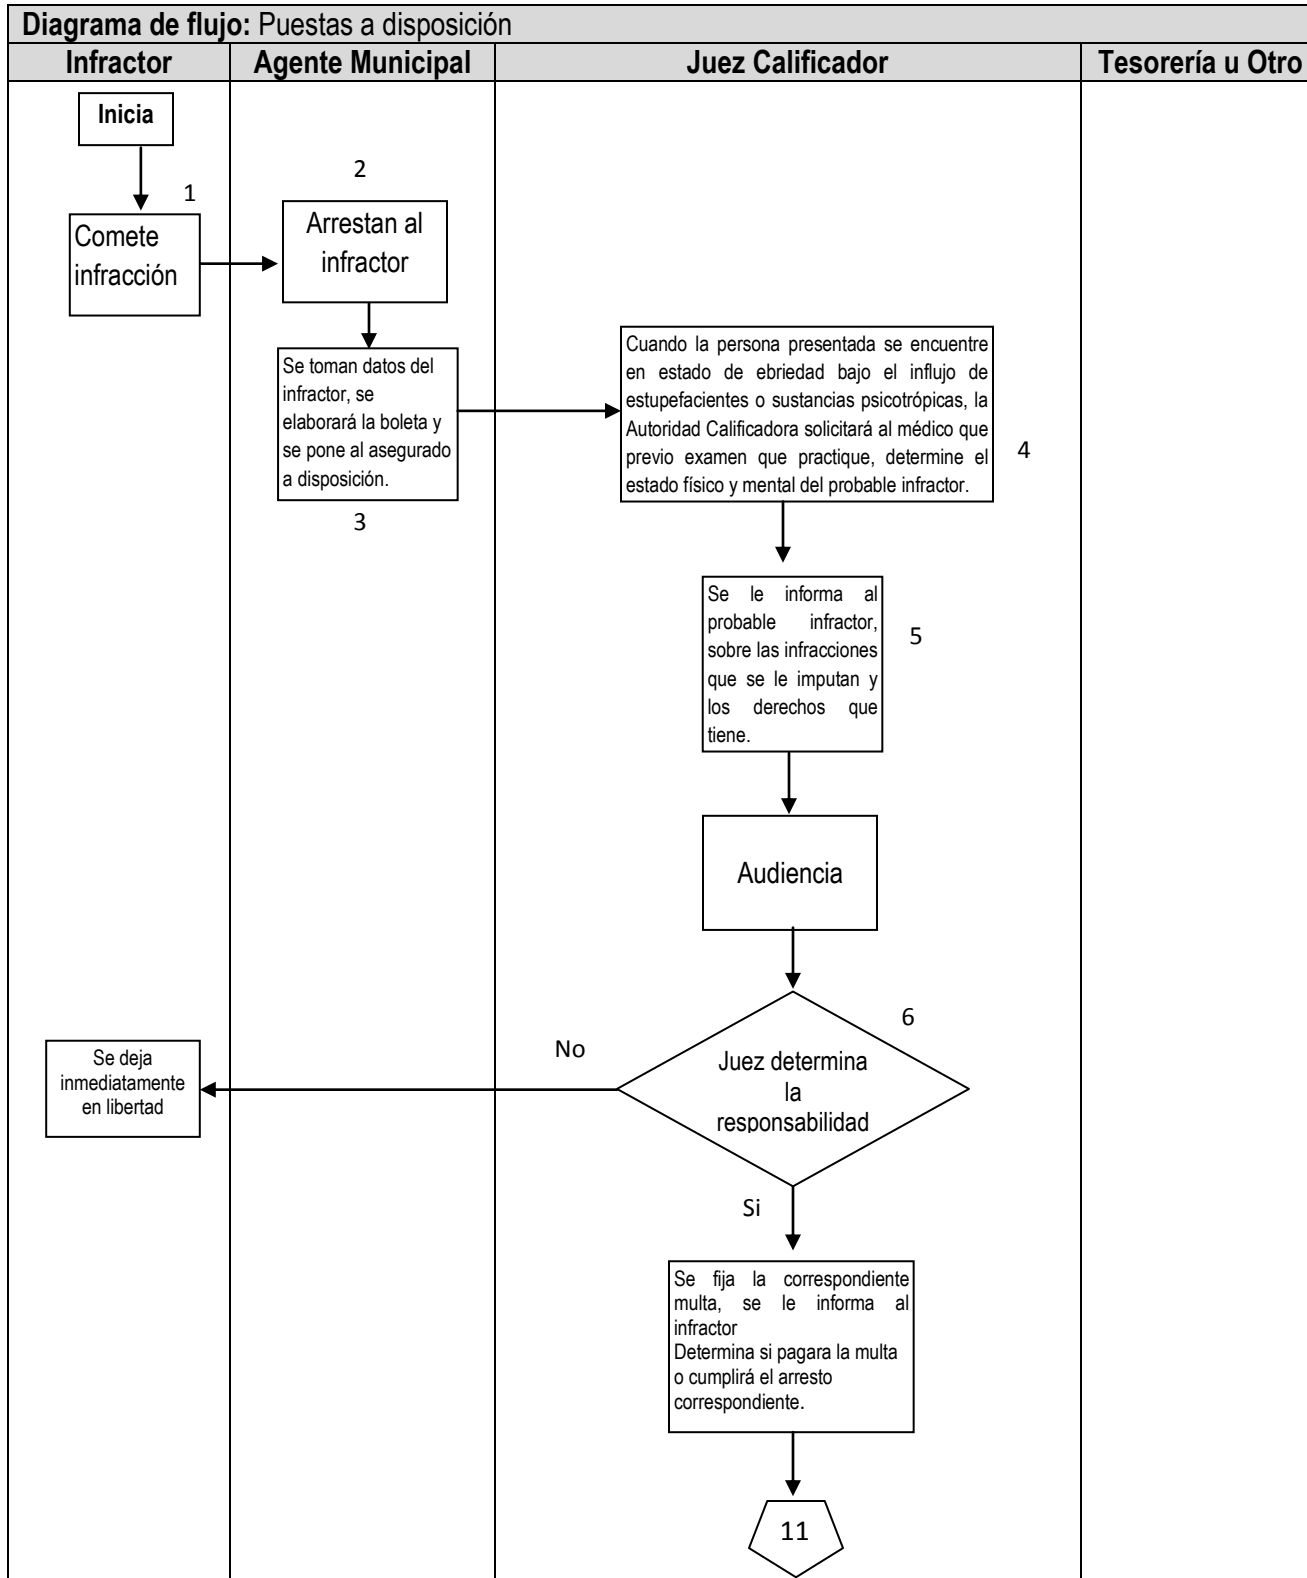 Diagrama de flujo: Puestas a disposición
Infractor
Agente Municipal
Juez Calificador
Tesorería u Otro
Inicia
1
Comete
infracción
2
Arrestan al
infractor
Se toman datos del
infractor, se
elaborará la boleta y
se pone al asegurado
a disposición.
3
Cuando la persona presentada se encuentre
en estado de ebriedad bajo el influjo de
estupefacientes o sustancias psicotrópicas, la
Autoridad Calificadora solicitará al médico que
previo examen que practique, determine el
estado físico y mental del probable infractor.
4
Se le informa al
probable infractor,
sobre las infracciones
que se le imputan y
los derechos que
tiene.
5
Audiencia
6
Juez determina
la
responsabilidad
No
Se deja
inmediatamente
en libertad
Si
Se fija la correspondiente
multa, se le informa al
infractor
Determina si pagara la multa
o cumplirá el arresto
correspondiente.
11